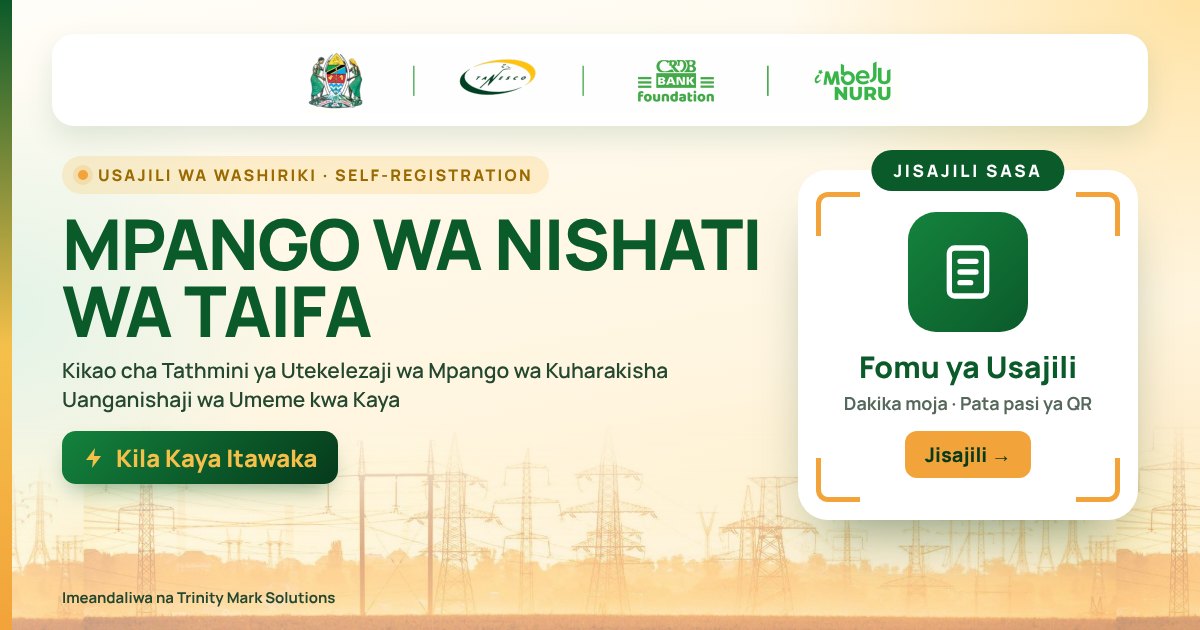 TANESCO
CRDB
BANK
foundation
iMbeJu
NURU
USAJILI WA WASHIRIKI · SELF-REGISTRATION
MPANGO WA NISHATI
WA TAIFA
Kikao cha Tathmini ya Utekelezaji wa Mpango wa Kuharakisha
Uanganishaji wa Umeme kwa Kaya
Kila Kaya Itawaka
JISAJILI SASA
Fomu ya Usajili
Dakika moja · Pata pasi ya QR
Jisajili →
Imeandaliwa na Trinity Mark Solutions